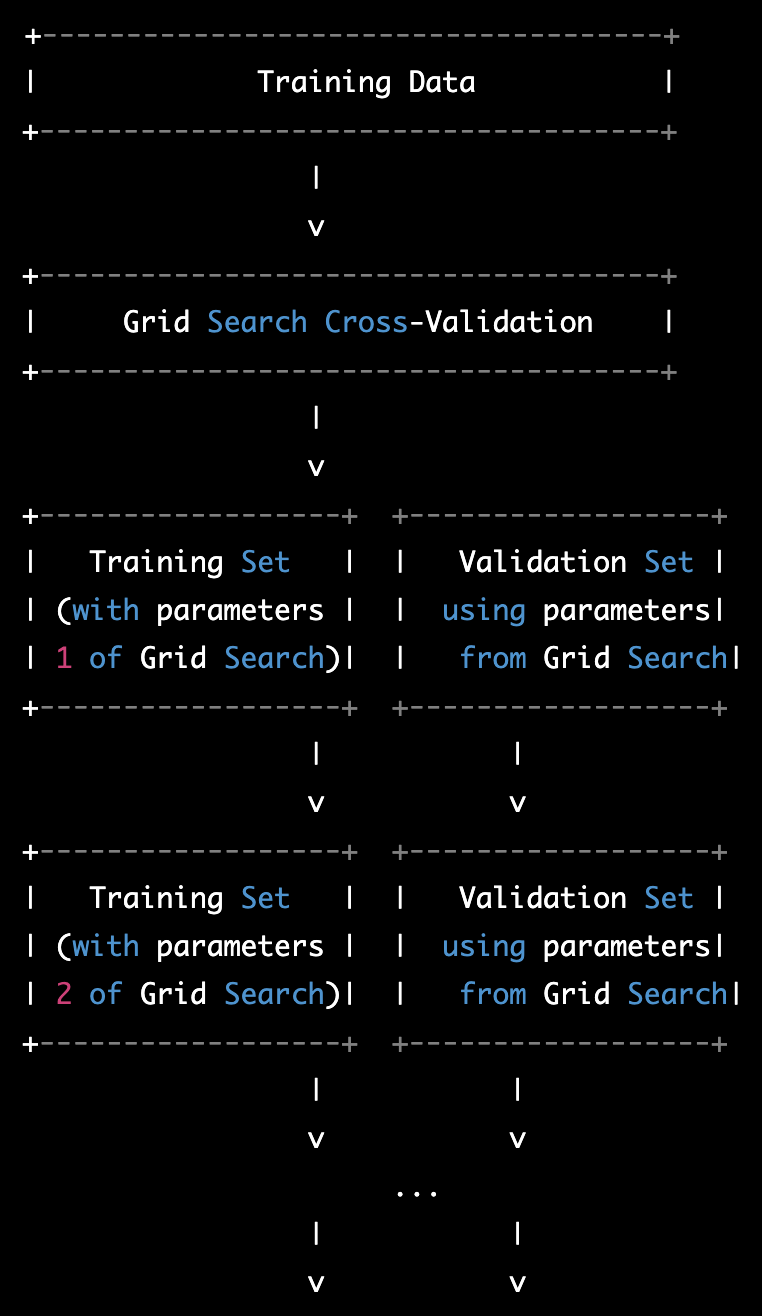 +-------------------------------------+
|             Training Data           |
+-------------------------------------+
                 |
                 v
+-------------------------------------+
|     Grid Search Cross-Validation    |
+-------------------------------------+
                 |
                 v
+------------------+  +------------------+
|   Training Set   |  |   Validation Set |
| (with parameters |  |  using parameters|
| 1 of Grid Search)|  |   from Grid Search|
+------------------+  +------------------+
                 |           |
                 v           v
+------------------+  +------------------+
|   Training Set   |  |   Validation Set |
| (with parameters |  |  using parameters|
| 2 of Grid Search)|  |   from Grid Search|
+------------------+  +------------------+
                 |           |
                 v           v
                      ...
                 |           |
                 v           v